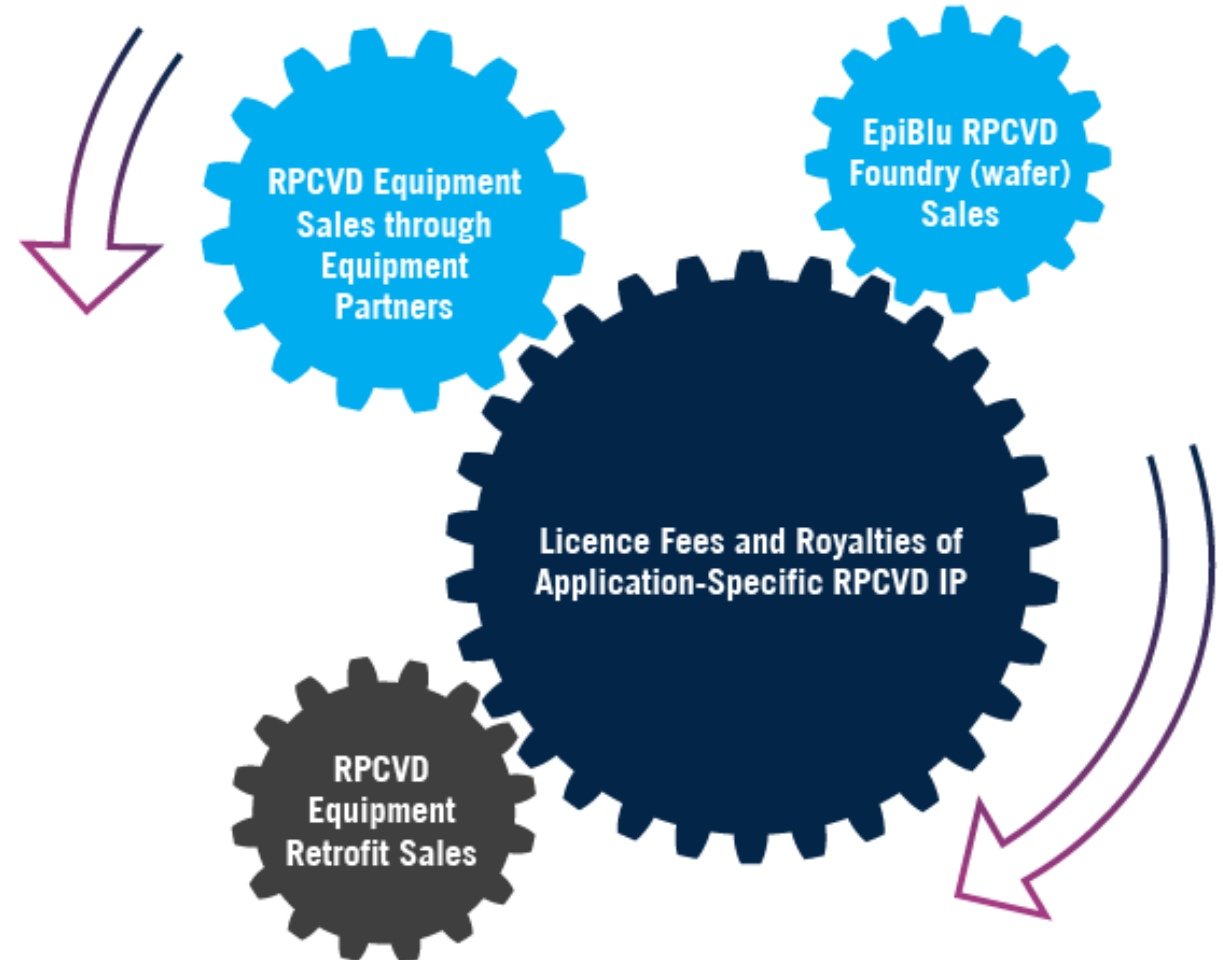 RPCVD Equipment
Sales through
Equipment
Partners
EpiBlu RPCVD
Foundry (wafer)
Sales
Licence Fees and Royalties of
Application-Specific RPCVD IP
RPCVD
Equipment
Retrofit Sales